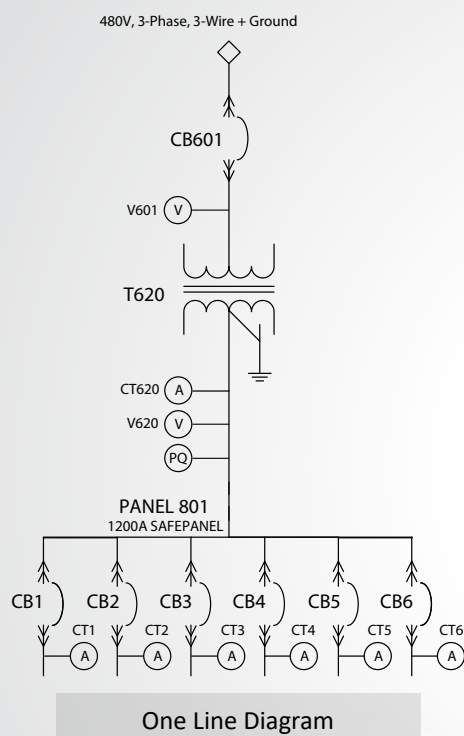 480V, 3-Phase, 3-Wire + Ground
CB601
V601 V
T620
CT620 A
V620 V
PQ
PANEL 801
1200A SAFEPANEL
CB1 CB2 CB3 CB4 CB5 CB6
CT1 CT2 CT3 CT4 CT5 CT6
A A A A A A
One Line Diagram